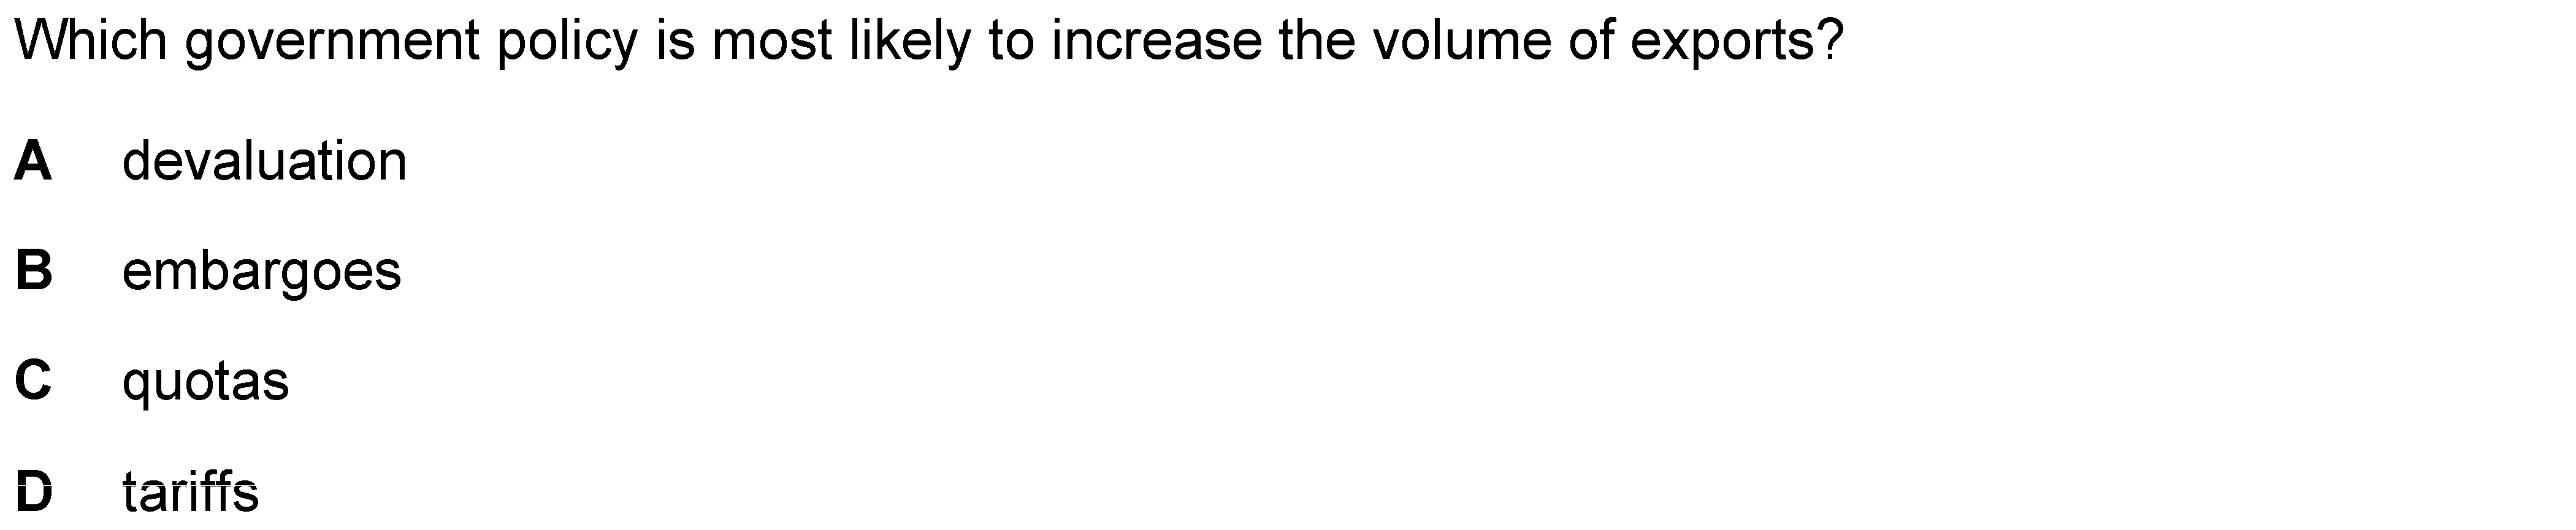 Which government policy is most likely to increase the volume of exports?
A devaluation
B embargoes
C quotas
D tariffs